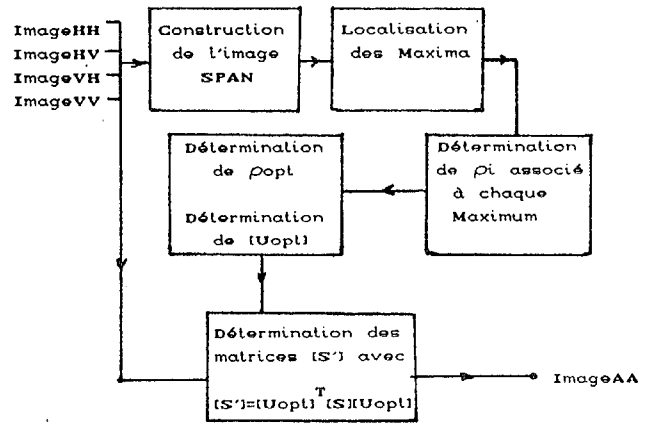 ImageHH
ImageHV
ImageVH
ImageVV
Construction
de l'image
SPAN
Localisation
des Maxima
Détermination
de ρi associé
à chaque
Maximum
Détermination
de ρopt
Détermination
de [Uopt]
Détermination des
matrices [S'] avec
T
[S']=[Uopt] [S][Uopt]
ImageAA